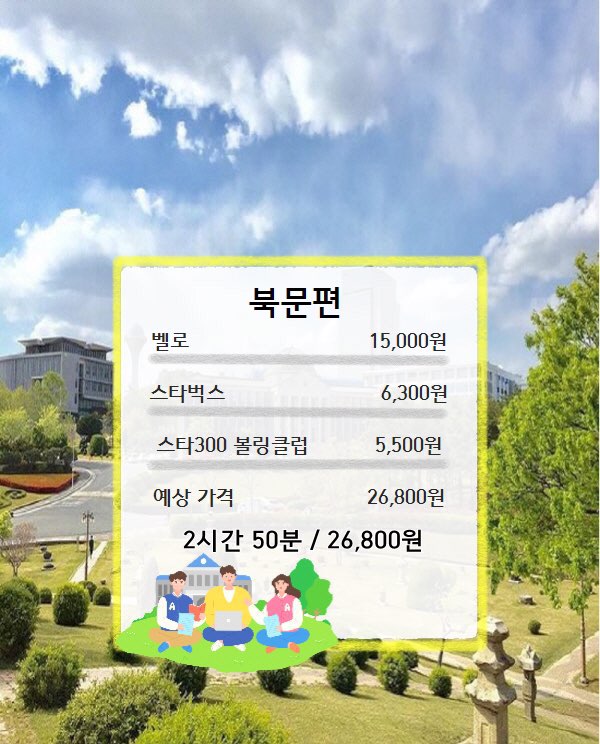 북문편
벨로 15,000원
스타벅스 6,300원
스타300 볼링클럽 5,500원
예상 가격 26,800원
2시간 50분 / 26,800원
A A